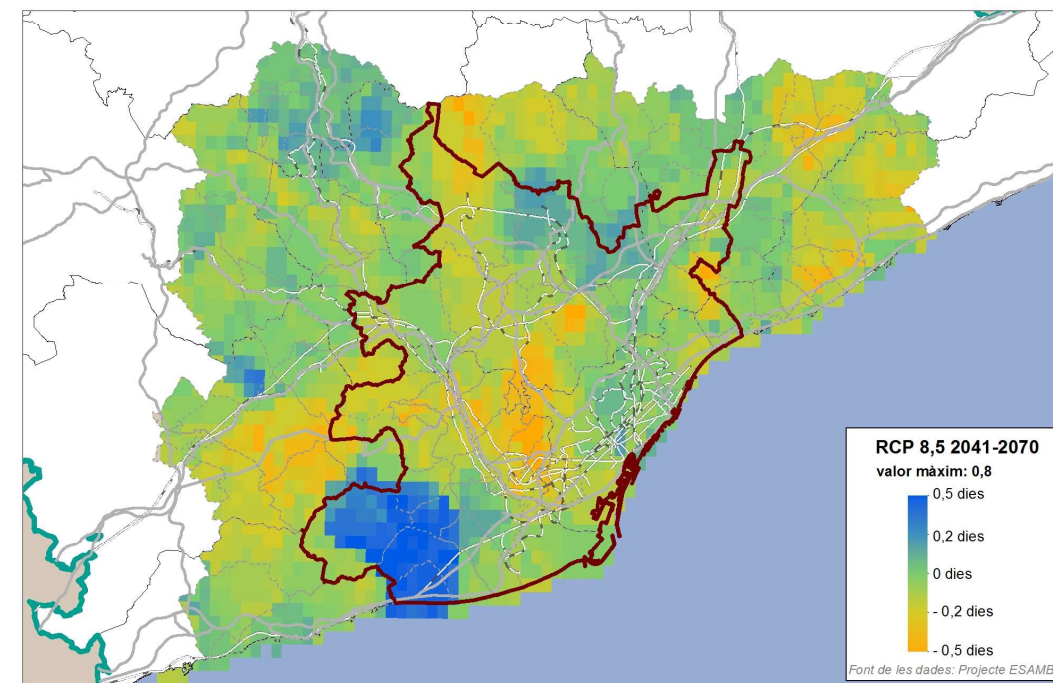 RCP 8,5 2041-2070
valor màxim: 0,8
0,5 dies
0,2 dies
0 dies
- 0,2 dies
- 0,5 dies
Font de les dades: Projecte ESAMB